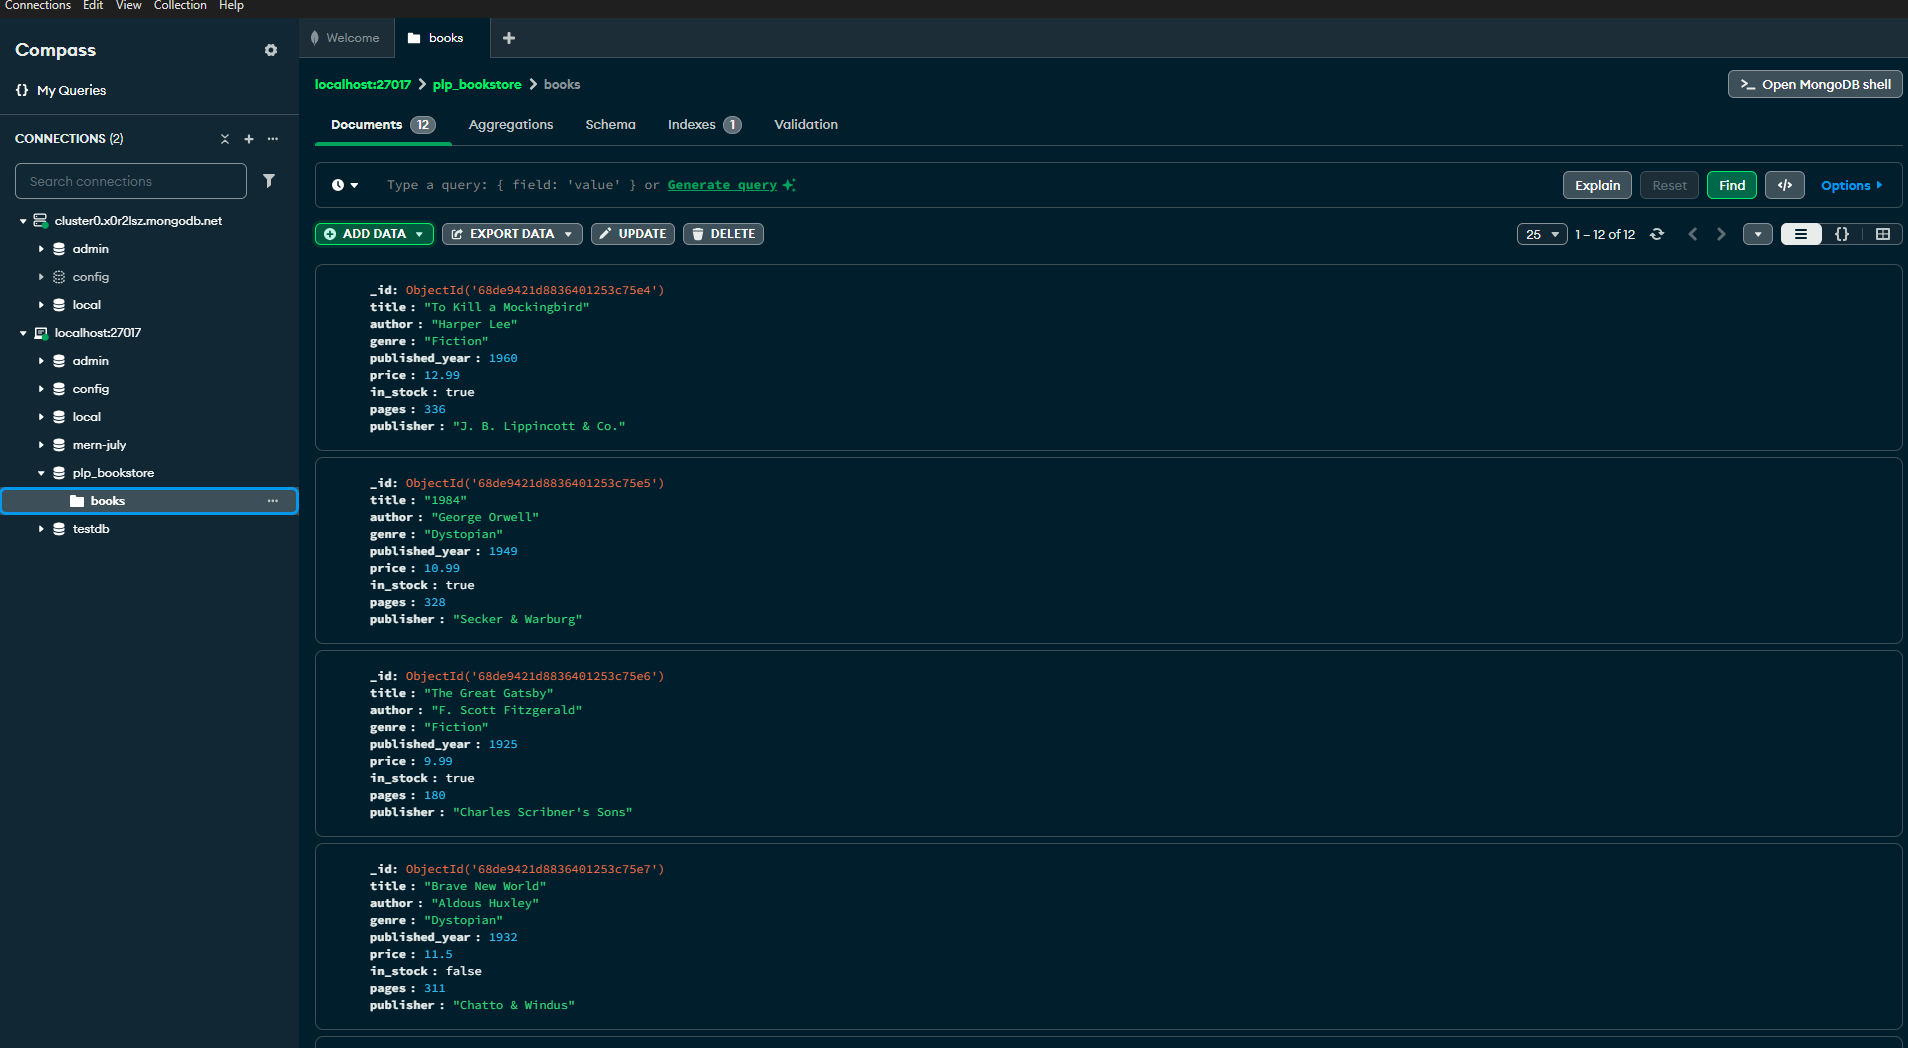 Connections Edit View Collection Help
Compass
Welcome
books
{} My Queries
localhost:27017 > plp_bookstore > books
>_ Open MongoDB shell
CONNECTIONS (2)
Documents 12 Aggregations Schema Indexes 1 Validation
Search connections
Type a query: { field: 'value' } or Generate query
Explain Reset Find </> Options
cluster0.x0r2lsz.mongodb.net
admin
config
local
localhost:27017
admin
config
local
mern-july
plp_bookstore
books
testdb
ADD DATA EXPORT DATA UPDATE DELETE
25 1 – 12 of 12 {}
_id: ObjectId('68de9421d8836401253c75e4')
title : "To Kill a Mockingbird"
author : "Harper Lee"
genre : "Fiction"
published_year : 1960
price : 12.99
in_stock : true
pages : 336
publisher : "J. B. Lippincott & Co."
_id: ObjectId('68de9421d8836401253c75e5')
title : "1984"
author : "George Orwell"
genre : "Dystopian"
published_year : 1949
price : 10.99
in_stock : true
pages : 328
publisher : "Secker & Warburg"
_id: ObjectId('68de9421d8836401253c75e6')
title : "The Great Gatsby"
author : "F. Scott Fitzgerald"
genre : "Fiction"
published_year : 1925
price : 9.99
in_stock : true
pages : 180
publisher : "Charles Scribner's Sons"
_id: ObjectId('68de9421d8836401253c75e7')
title : "Brave New World"
author : "Aldous Huxley"
genre : "Dystopian"
published_year : 1932
price : 11.5
in_stock : false
pages : 311
publisher : "Chatto & Windus"